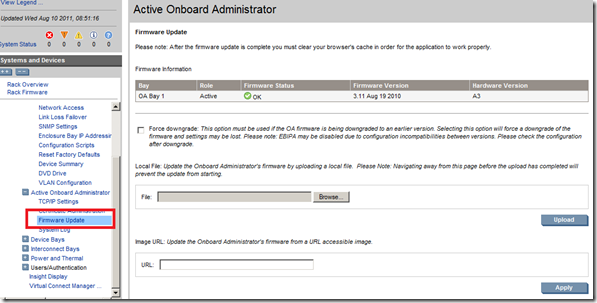 View Legend ...
Updated Wed Aug 10 2011, 08:51:16
System Status
0 0 0 0 0
Systems and Devices
Rack Overview
Rack Firmware
Network Access
Link Loss Failover
SNMP Settings
Enclosure Bay IP Addressin
Configuration Scripts
Reset Factory Defaults
Device Summary
DVD Drive
VLAN Configuration
Active Onboard Administrator
TCP/IP Settings
Certificate Administration
Firmware Update
System Log
Device Bays
Interconnect Bays
Power and Thermal
Users/Authentication
Insight Display
Virtual Connect Manager ...
Active Onboard Administrator
Firmware Update
Please note: After the firmware update is complete you must clear your browser's cache in order for the application to work properly.
Firmware Information
Bay Role Firmware Status Firmware Version Hardware Version
OA Bay 1 Active OK 3.11 Aug 19 2010 A3
Force downgrade: This option must be used if the OA firmware is being downgraded to an earlier version. Selecting this option will force a downgrade of
the firmware and settings may be lost. Please note: EBIPA may be disabled due to configuration incompatibilities between versions. Please check the configuration
after downgrade.
Local File: Update the Onboard Administrator's firmware by uploading a local file. Please Note: Navigating away from this page before the upload has completed will
prevent the update from starting.
File: Browse...
Upload
Image URL: Update the Onboard Administrator's firmware from a URL accessible image.
URL:
Apply